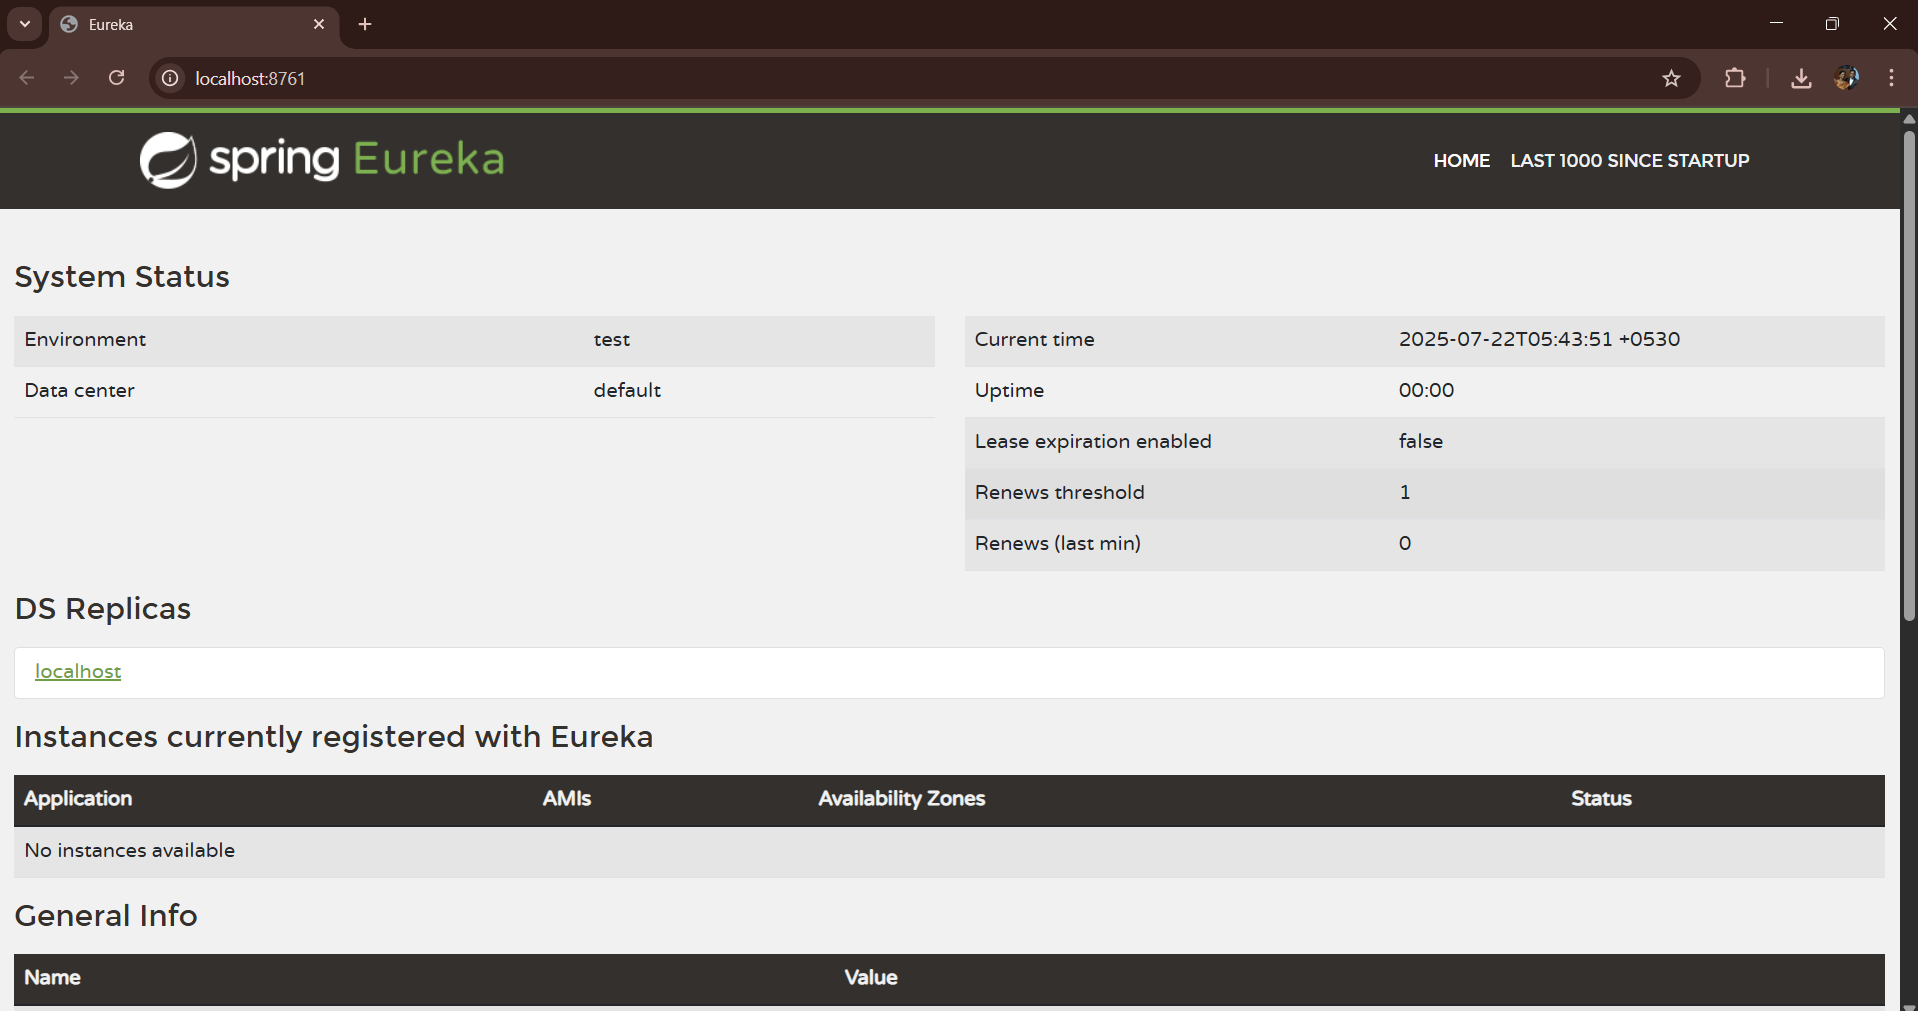 Eureka
localhost:8761
spring Eureka
HOME LAST 1000 SINCE STARTUP
System Status
Environment test
Data center default
Current time 2025-07-22T05:43:51 +0530
Uptime 00:00
Lease expiration enabled false
Renews threshold 1
Renews (last min) 0
DS Replicas
localhost
Instances currently registered with Eureka
Application AMIs Availability Zones Status
No instances available
General Info
Name Value